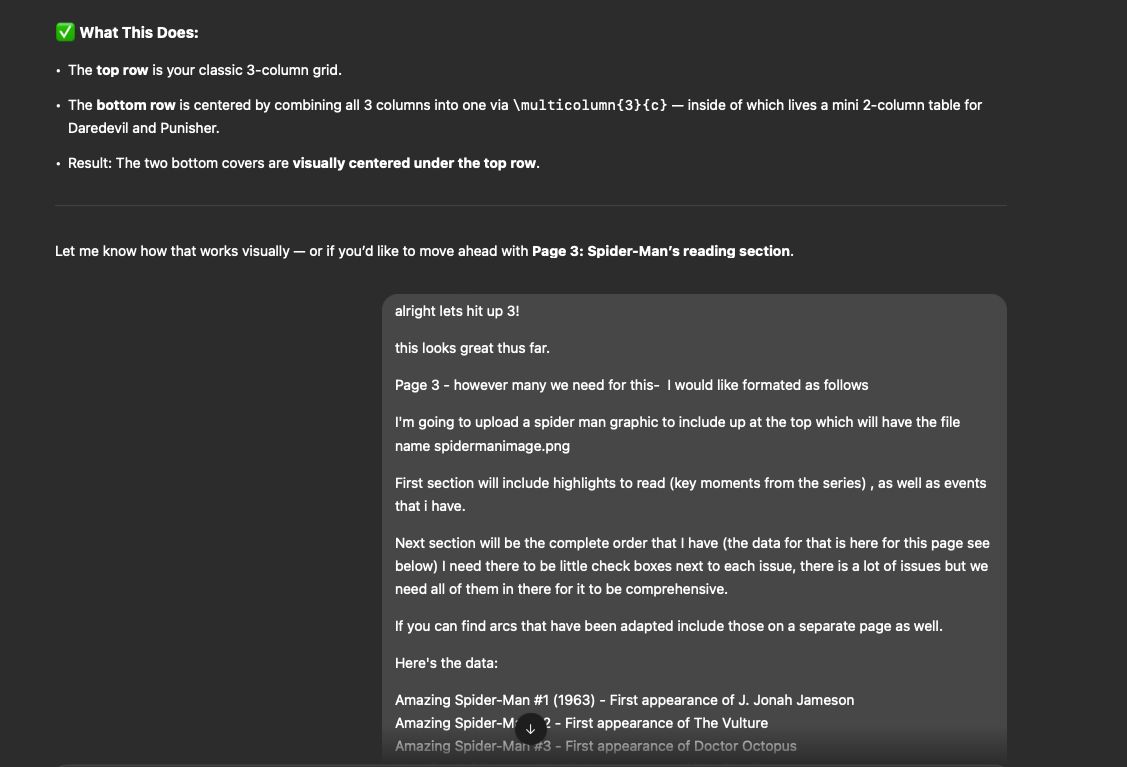 ✅ What This Does:
• The top row is your classic 3-column grid.
• The bottom row is centered by combining all 3 columns into one via \multicolumn{3}{c} — inside of which lives a mini 2-column table for
Daredevil and Punisher.
• Result: The two bottom covers are visually centered under the top row.
Let me know how that works visually — or if you’d like to move ahead with Page 3: Spider-Man’s reading section.
alright lets hit up 3!
this looks great thus far.
Page 3 - however many we need for this-  I would like formated as follows
I'm going to upload a spider man graphic to include up at the top which will have the file
name spidermanimage.png
First section will include highlights to read (key moments from the series) , as well as events
that i have.
Next section will be the complete order that I have (the data for that is here for this page see
below) I need there to be little check boxes next to each issue, there is a lot of issues but we
need all of them in there for it to be comprehensive.
If you can find arcs that have been adapted include those on a separate page as well.
Here's the data:
Amazing Spider-Man #1 (1963) - First appearance of J. Jonah Jameson
Amazing Spider-M 2 - First appearance of The Vulture
Amazing Spider-Man #3 - First appearance of Doctor Octopus